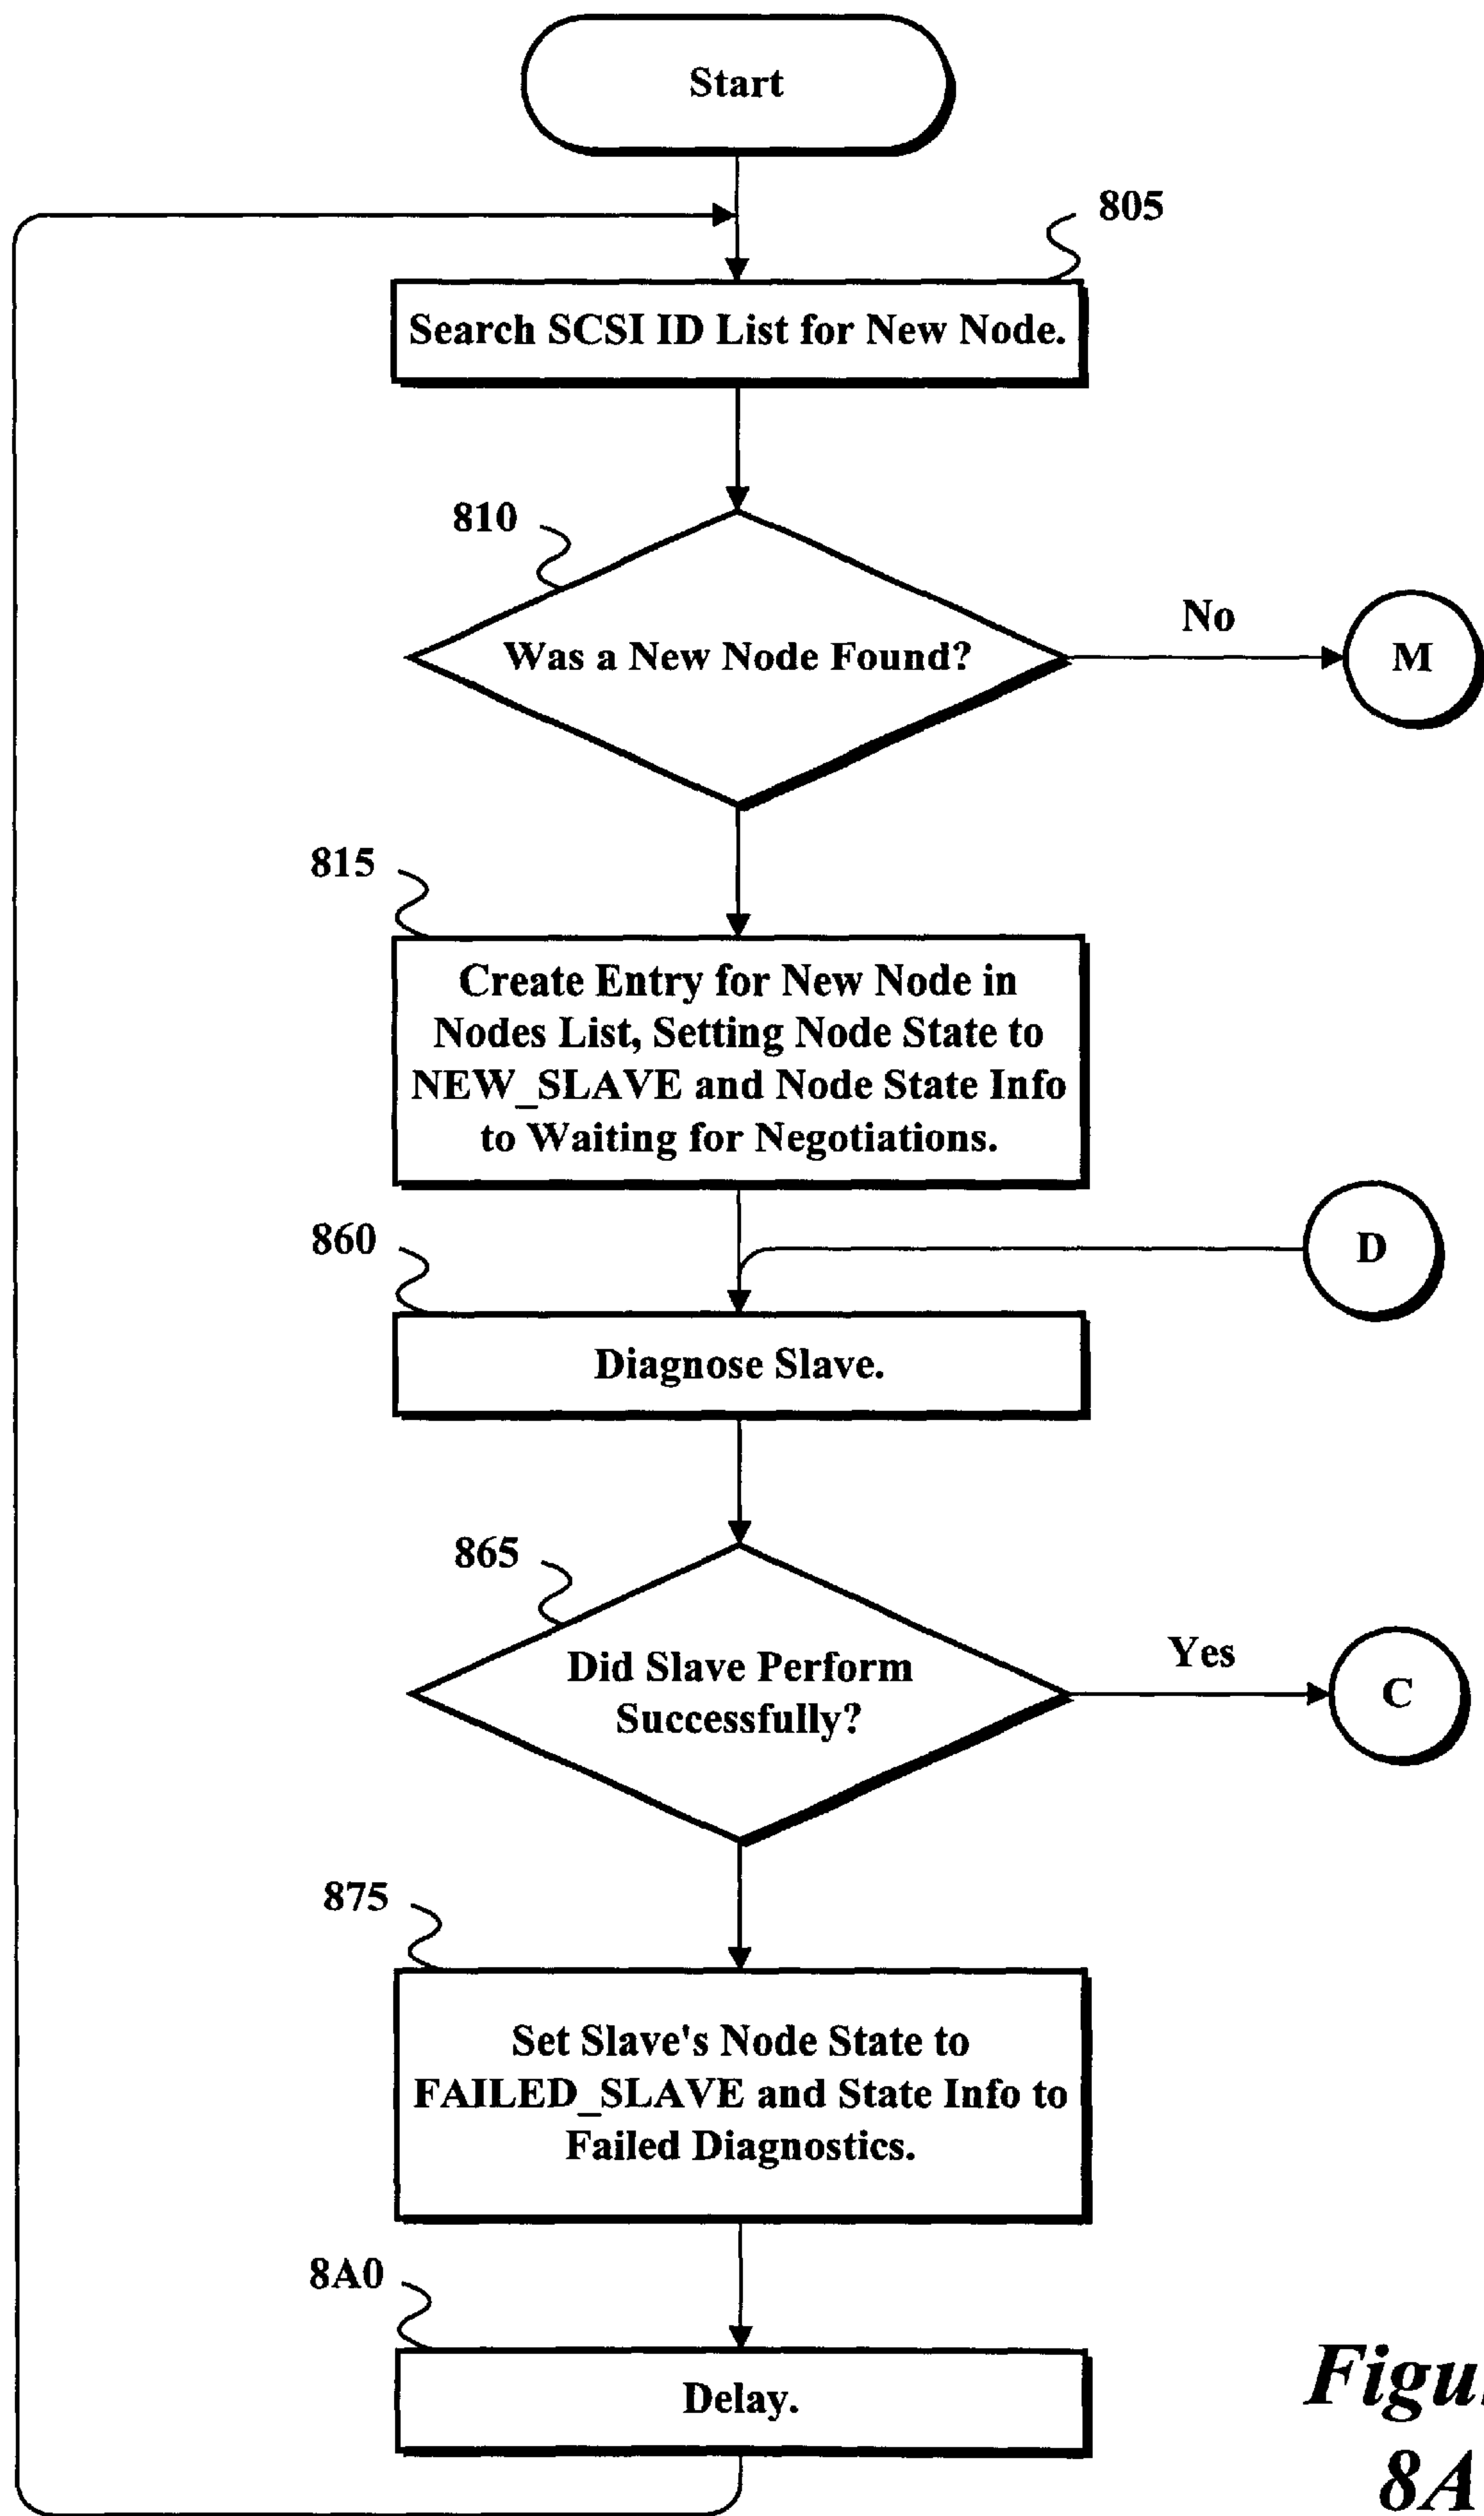 Start
805
Search SCSI ID List for New Node.
810
Was a New Node Found?
No
M
815
Create Entry for New Node in
Nodes List, Setting Node State to
NEW_SLAVE and Node State Info
to Waiting for Negotiations.
860
D
Diagnose Slave.
865
Did Slave Perform
Successfully?
Yes
C
875
Set Slave's Node State to
FAILED_SLAVE and State Info to
Failed Diagnostics.
8A0
Delay.
8A